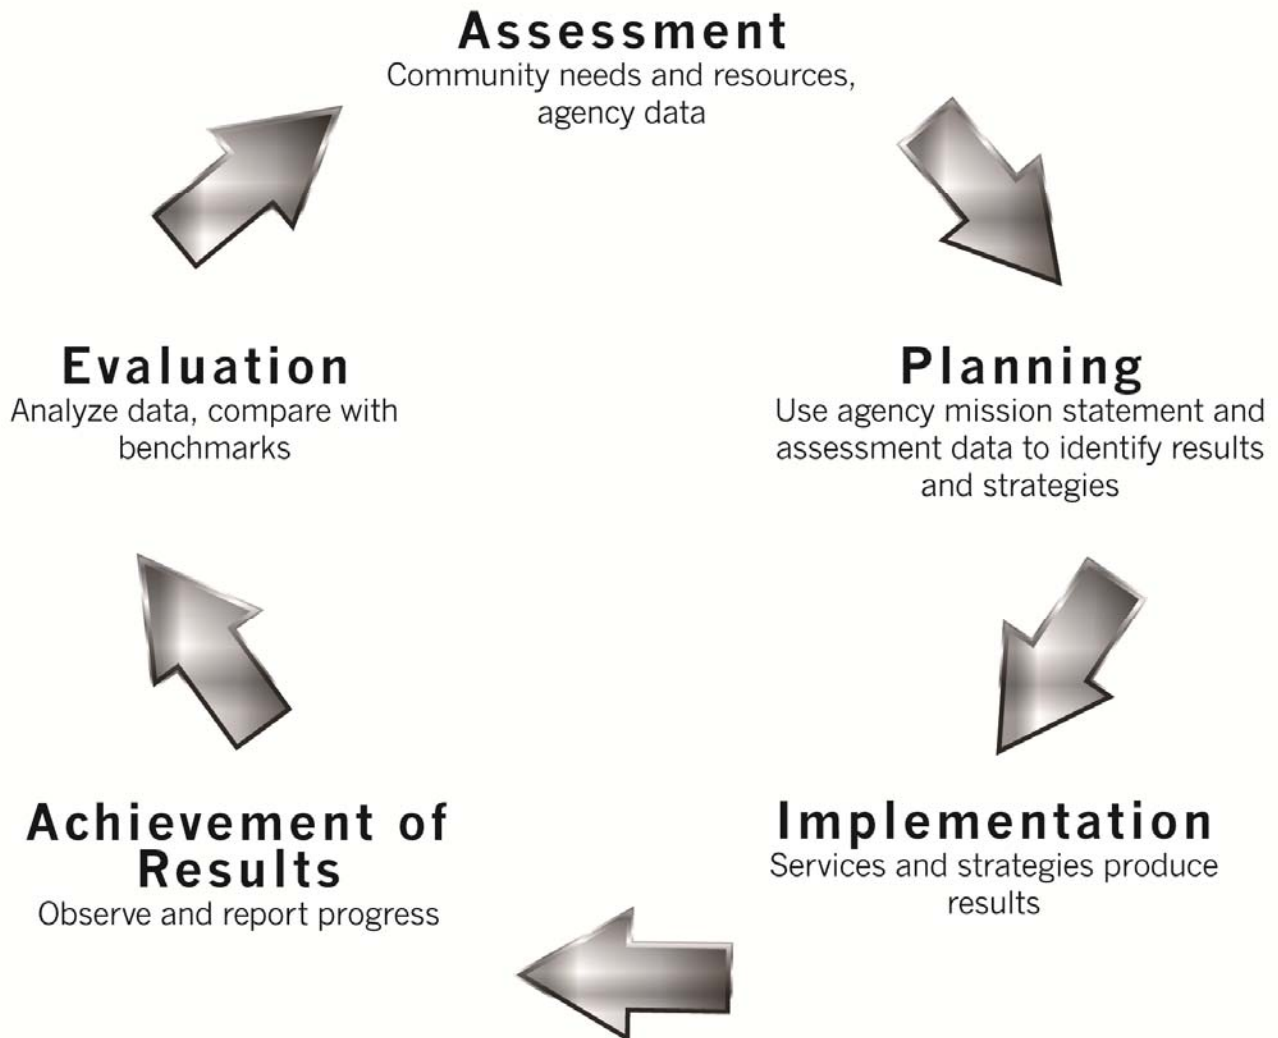 Assessment
Community needs and resources,
agency data
Planning
Use agency mission statement and
assessment data to identify results
and strategies
Implementation
Services and strategies produce
results
Achievement of
Results
Observe and report progress
Evaluation
Analyze data, compare with
benchmarks